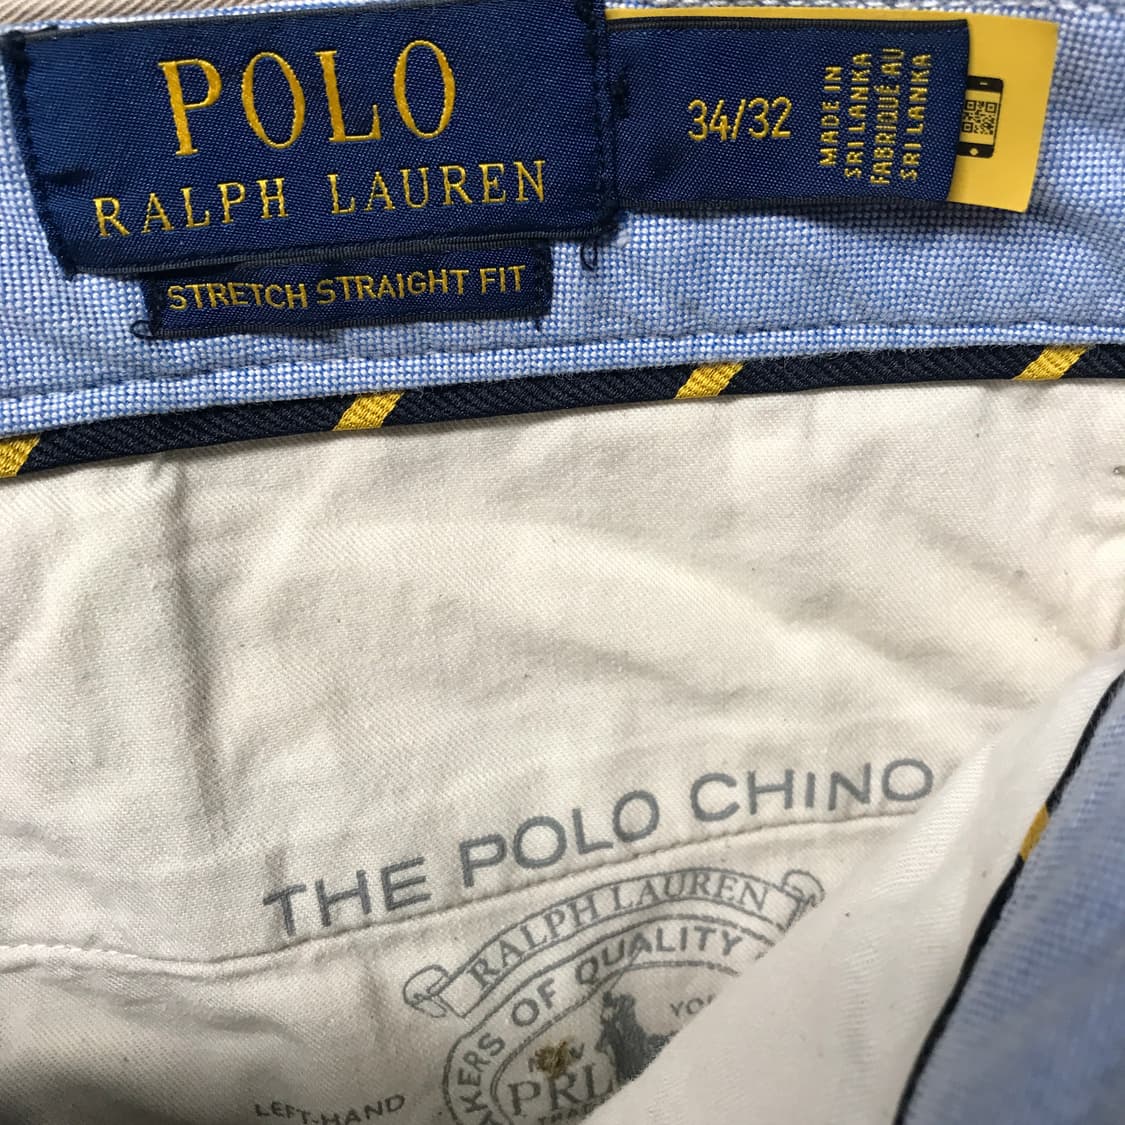 POLO
RALPH LAUREN
STRETCH STRAIGHT FIT
34/32
MADE IN
SRI LANKA
FABRIQUÉ AU
SRI LANKA
THE POLO CHINO
RALPH LAUREN
OF QUALITY
PRL
LEFT-HAND